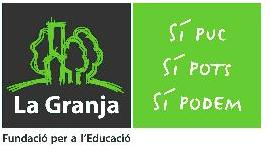 La Granja
Fundació per a l'Educació
SÍ PUC
SÍ POTS
SÍ PODEM